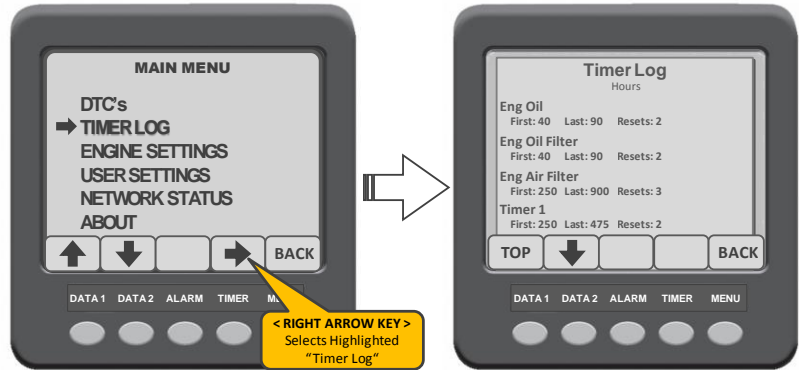 MAIN MENU
DTC's
TIMER LOG
ENGINE SETTINGS
USER SETTINGS
NETWORK STATUS
ABOUT
BACK
DATA 1 DATA 2 ALARM TIMER
< RIGHT ARROW KEY >
Selects Highlighted
"Timer Log"
Timer Log
Hours
Eng Oil
First: 40 Last: 90 Resets: 2
Eng Oil Filter
First: 40 Last: 90 Resets: 2
Eng Air Filter
First: 250 Last: 900 Resets: 3
Timer 1
First: 250 Last: 475 Resets: 2
TOP BACK
DATA 1 DATA 2 ALARM TIMER MENU